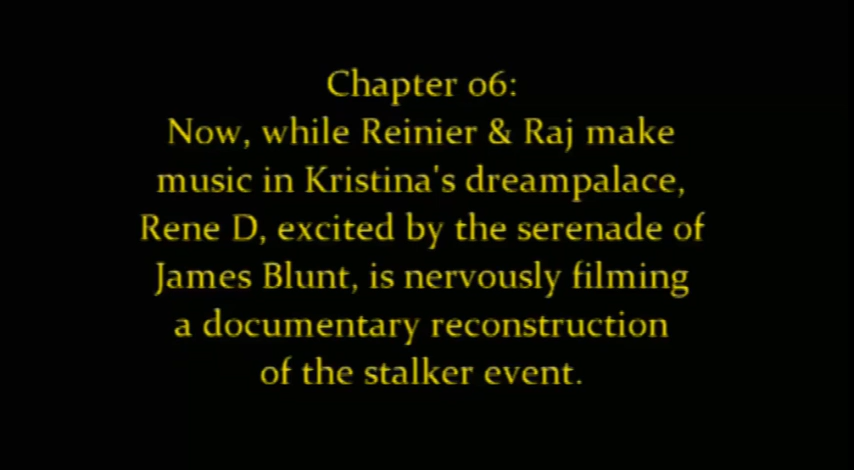 Chapter 06:
Now, while Reinier & Raj make
music in Kristina's dreampalace,
Rene D, excited by the serenade of
James Blunt, is nervously filming
a documentary reconstruction
of the stalker event.